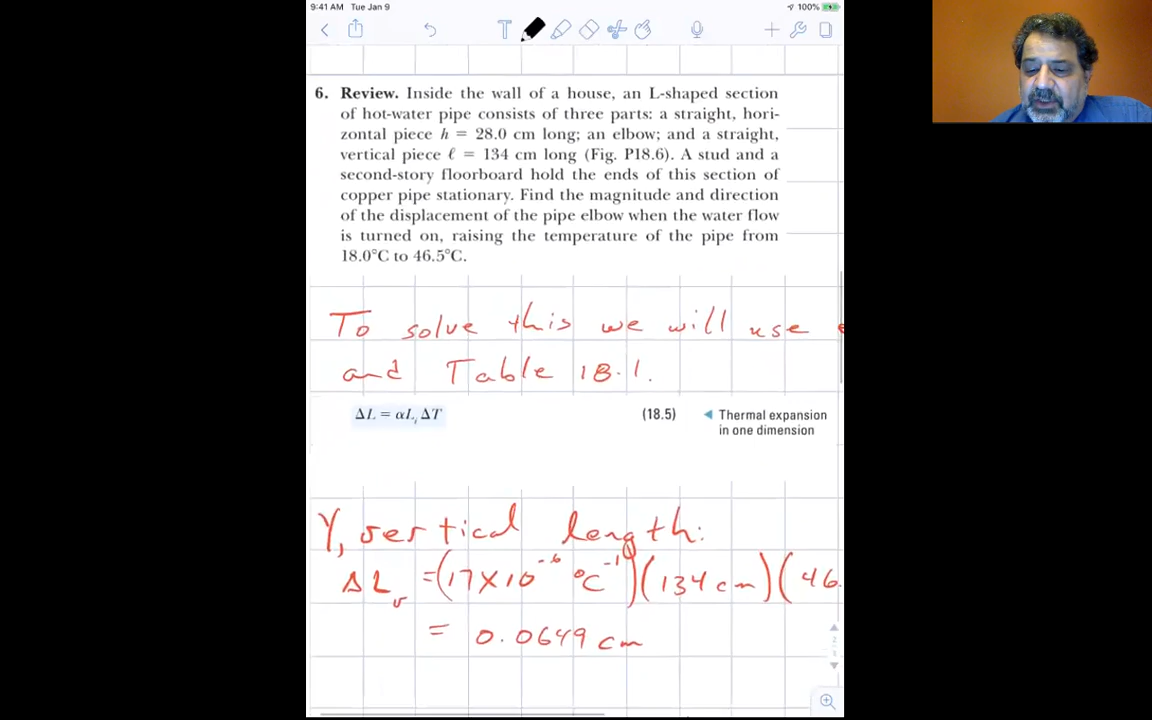 9:41 AM Tue Jan 9
100%
6. Review. Inside the wall of a house, an L-shaped section
of hot-water pipe consists of three parts: a straight, hori-
zontal piece h = 28.0 cm long; an elbow; and a straight,
vertical piece ℓ = 134 cm long (Fig. P18.6). A stud and a
second-story floorboard hold the ends of this section of
copper pipe stationary. Find the magnitude and direction
of the displacement of the pipe elbow when the water flow
is turned on, raising the temperature of the pipe from
18.0°C to 46.5°C.
To solve this we will use
and Table 18.1.
ΔL = αLᵢ ΔT (18.5) ◀ Thermal expansion
in one dimension
Y, vertical length:
ΔLᵥ = (17 × 10⁻⁶ °C⁻¹)(134 cm)(46.
= 0.0649 cm